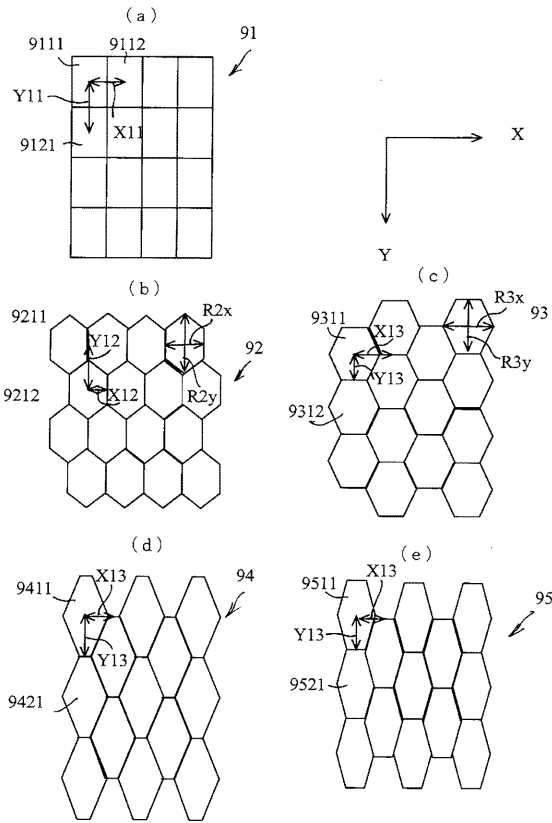 (a)
9111 9112 91
Y11
X11
9121
X
Y
(b)
9211
R2x
Y12
92
9212
X12
R2y
(c)
R3x 93
9311
X13
R3y
Y13
9312
(d)
9411
X13
94
Y13
9421
(e)
X13
9511
95
Y13
9521